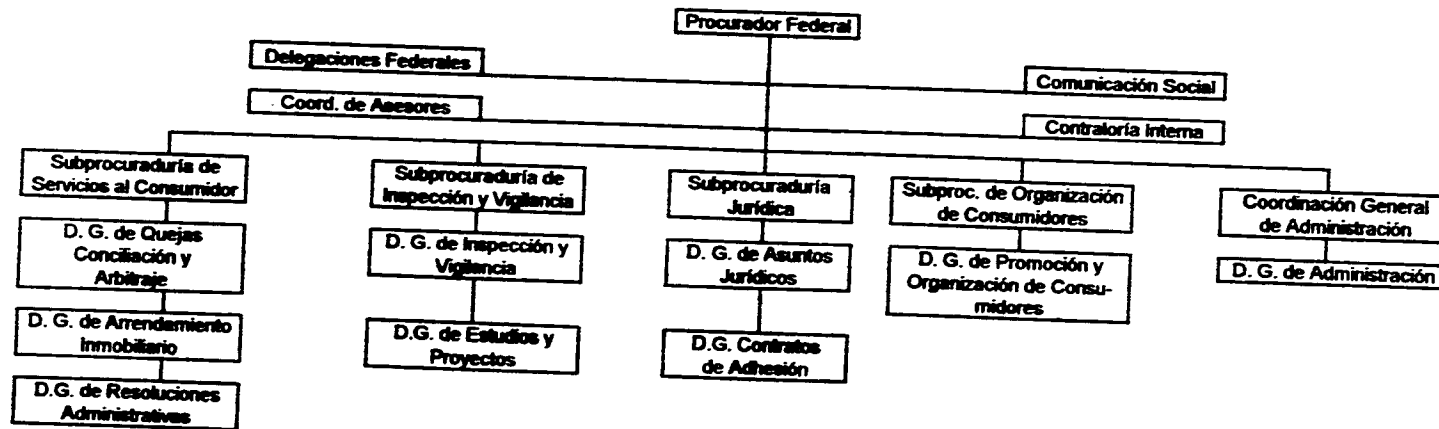 Procurador Federal
Delegaciones Federales
Comunicación Social
Coord. de Asesores
Contraloría Interna
Subprocuraduría de
Servicios al Consumidor
Subprocuraduría de
Inspección y Vigilancia
Subprocuraduría
Jurídica
Subproc. de Organización
de Consumidores
Coordinación General
de Administración
D. G. de Quejas
Conciliación y
Arbitraje
D. G. de Inspección y
Vigilancia
D. G. de Asuntos
Jurídicos
D. G. de Promoción y
Organización de Consu-
midores
D. G. de Administración
D. G. de Arrendamiento
Inmobiliario
D.G. de Estudios y
Proyectos
D.G. Contratos
de Adhesión
D.G. de Resoluciones
Administrativas